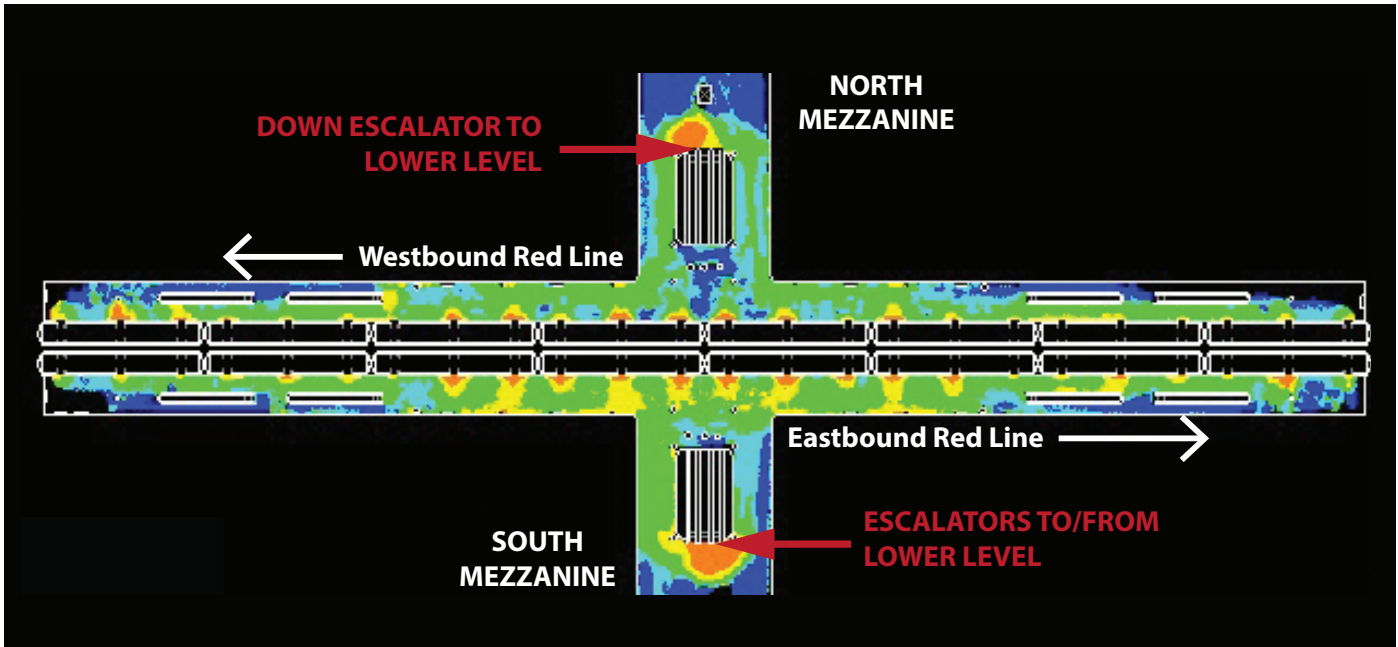 NORTH
MEZZANINE
DOWN ESCALATOR TO
LOWER LEVEL
Westbound Red Line
Eastbound Red Line
SOUTH
MEZZANINE
ESCALATORS TO/FROM
LOWER LEVEL